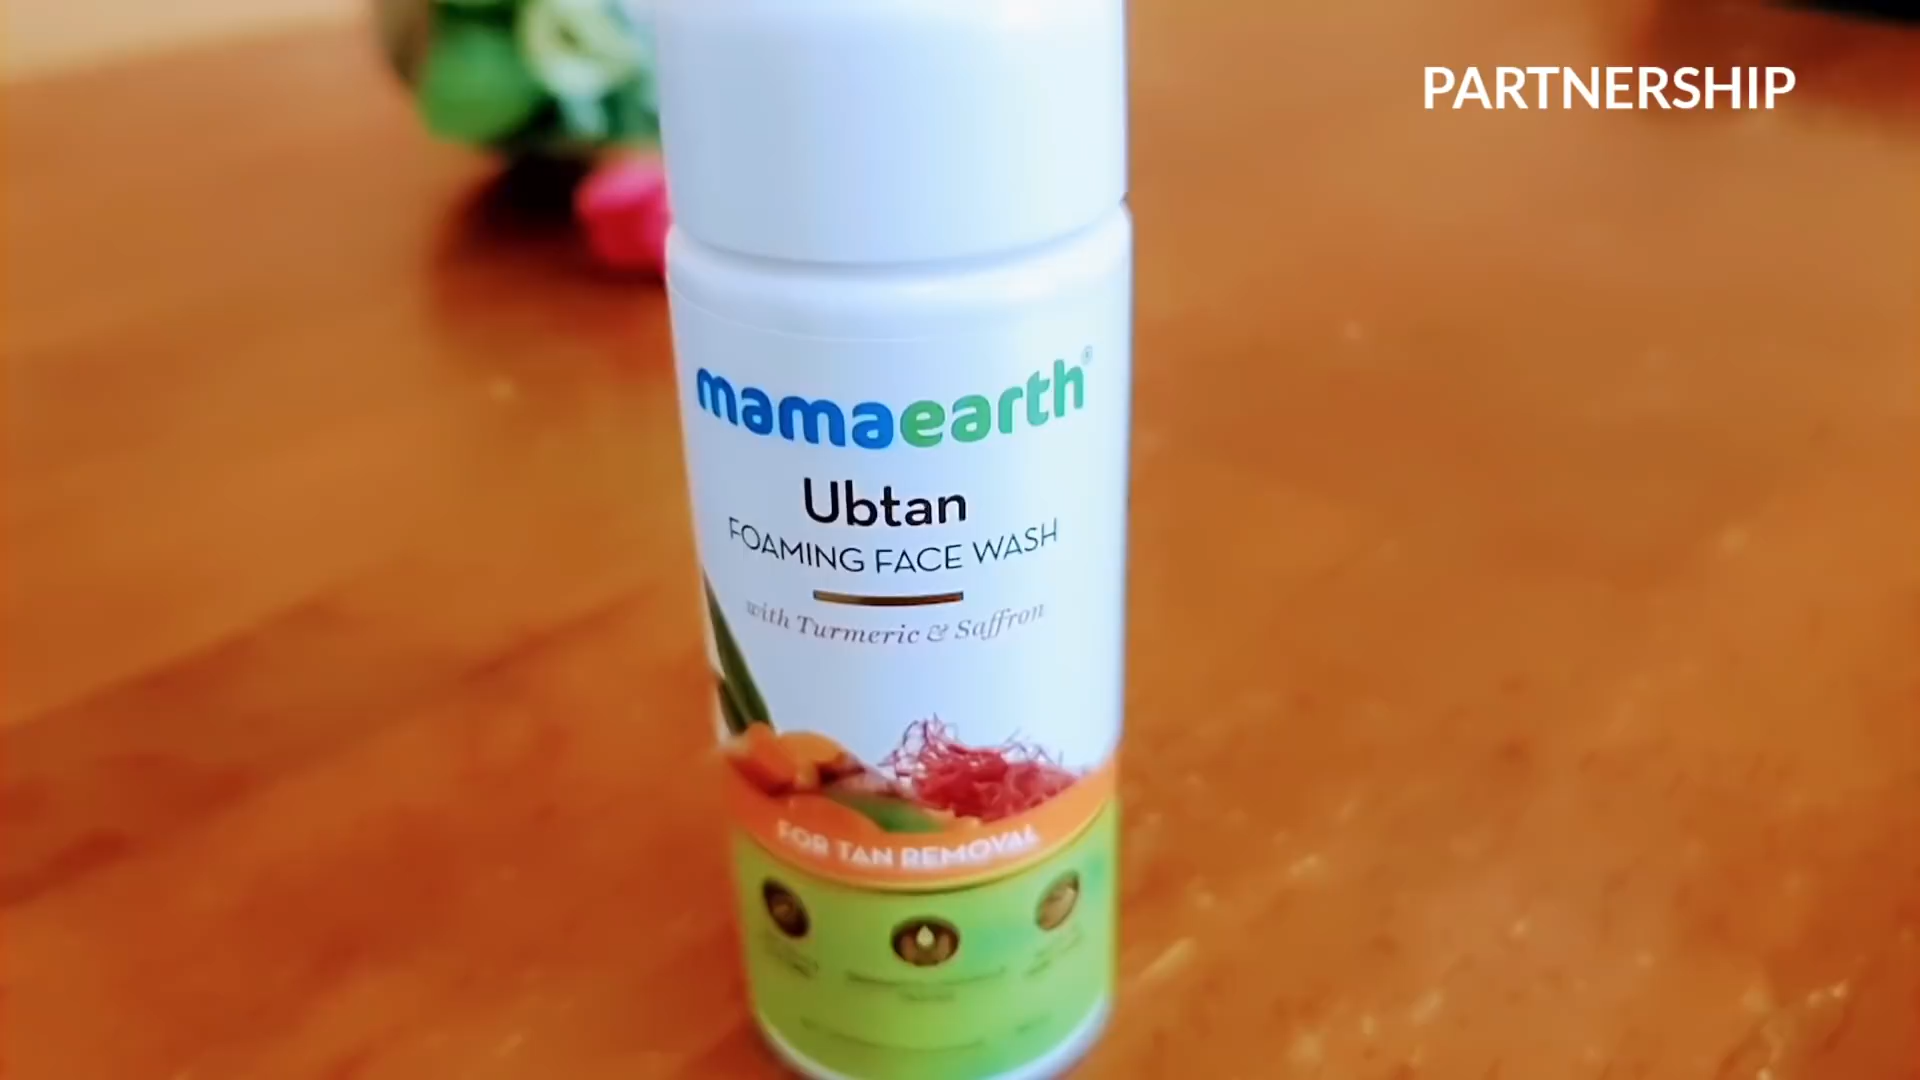 PARTNERSHIP
mamaearth®
Ubtan
FOAMING FACE WASH
with Turmeric & Saffron
FOR TAN REMOVAL